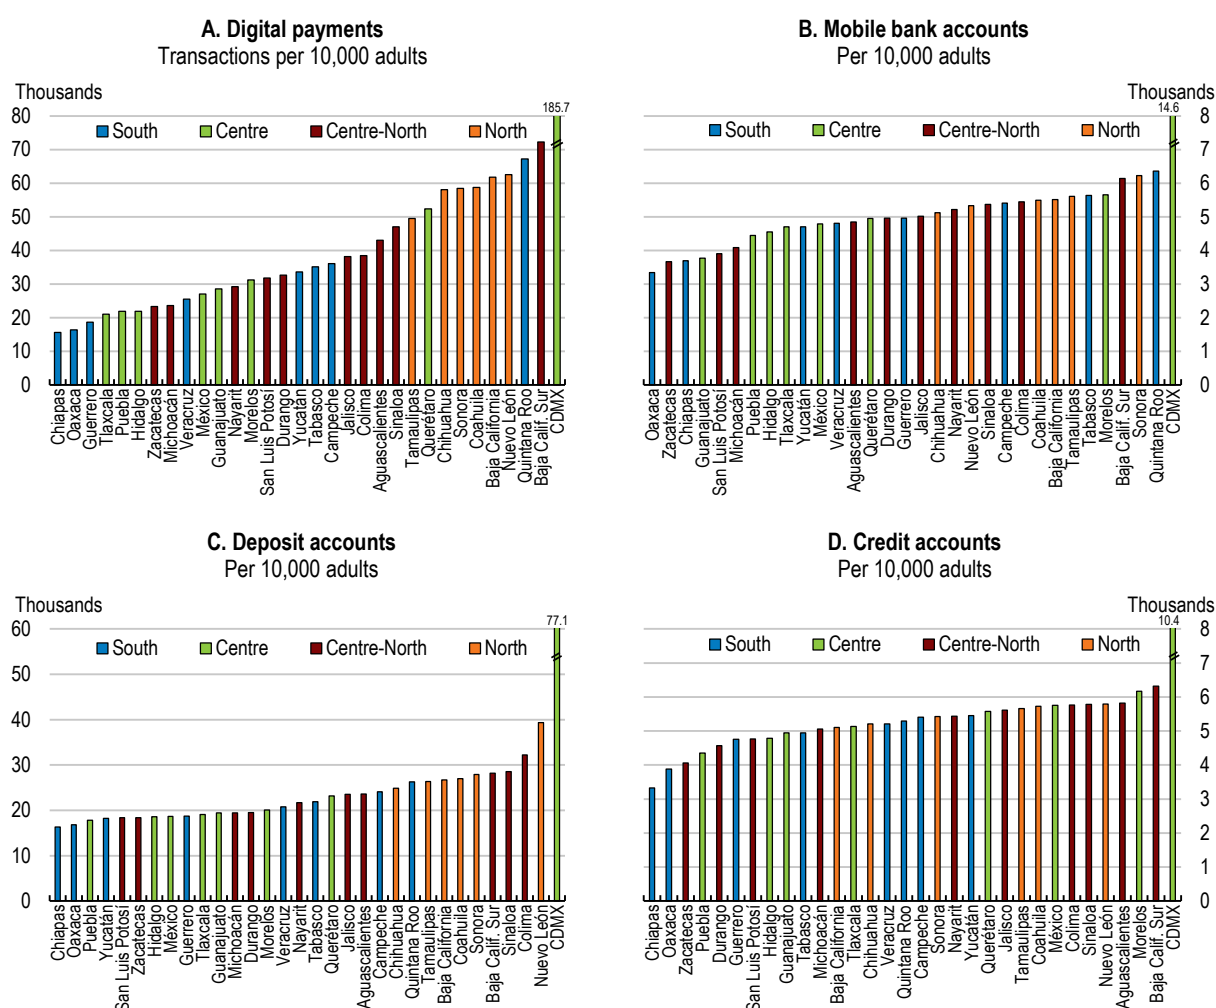 A. Digital payments
Transactions per 10,000 adults
Thousands
185.7
80
70
60
50
40
30
20
10
0
South
Centre
Centre-North
North
Chiapas
Oaxaca
Guerrero
Tlaxcala
Puebla
Hidalgo
Zacatecas
Michoacán
Veracruz
México
Guanajuato
Nayarit
Morelos
San Luis Potosí
Durango
Yucatán
Tabasco
Campeche
Jalisco
Colima
Aguascalientes
Sinaloa
Tamaulipas
Querétaro
Chihuahua
Sonora
Coahuila
Baja California
Nuevo León
Quintana Roo
Baja Calif. Sur
CDMX
B. Mobile bank accounts
Per 10,000 adults
Thousands
14.6
8
7
6
5
4
3
2
1
0
South
Centre
Centre-North
North
Oaxaca
Zacatecas
Chiapas
Guanajuato
San Luis Potosí
Michoacán
Puebla
Hidalgo
Tlaxcala
Yucatán
México
Veracruz
Aguascalientes
Querétaro
Durango
Guerrero
Jalisco
Chihuahua
Nayarit
Nuevo León
Sinaloa
Campeche
Colima
Coahuila
Baja California
Tamaulipas
Tabasco
Morelos
Baja Calif. Sur
Sonora
Quintana Roo
CDMX
C. Deposit accounts
Per 10,000 adults
Thousands
77.1
60
50
40
30
20
10
0
South
Centre
Centre-North
North
Chiapas
Oaxaca
Puebla
Yucatán
San Luis Potosí
Zacatecas
Hidalgo
México
Guerrero
Tlaxcala
Guanajuato
Michoacán
Durango
Morelos
Veracruz
Nayarit
Tabasco
Querétaro
Jalisco
Aguascalientes
Campeche
Chihuahua
Quintana Roo
Tamaulipas
Baja California
Coahuila
Sonora
Baja Calif. Sur
Sinaloa
Colima
Nuevo León
CDMX
D. Credit accounts
Per 10,000 adults
Thousands
10.4
8
7
6
5
4
3
2
1
0
South
Centre
Centre-North
North
Chiapas
Oaxaca
Zacatecas
Puebla
Durango
Guerrero
San Luis Potosí
Hidalgo
Guanajuato
Tabasco
Michoacán
Baja California
Tlaxcala
Chihuahua
Veracruz
Quintana Roo
Campeche
Sonora
Nayarit
Yucatán
Querétaro
Jalisco
Tamaulipas
Coahuila
México
Colima
Sinaloa
Nuevo León
Aguascalientes
Morelos
Baja Calif. Sur
CDMX